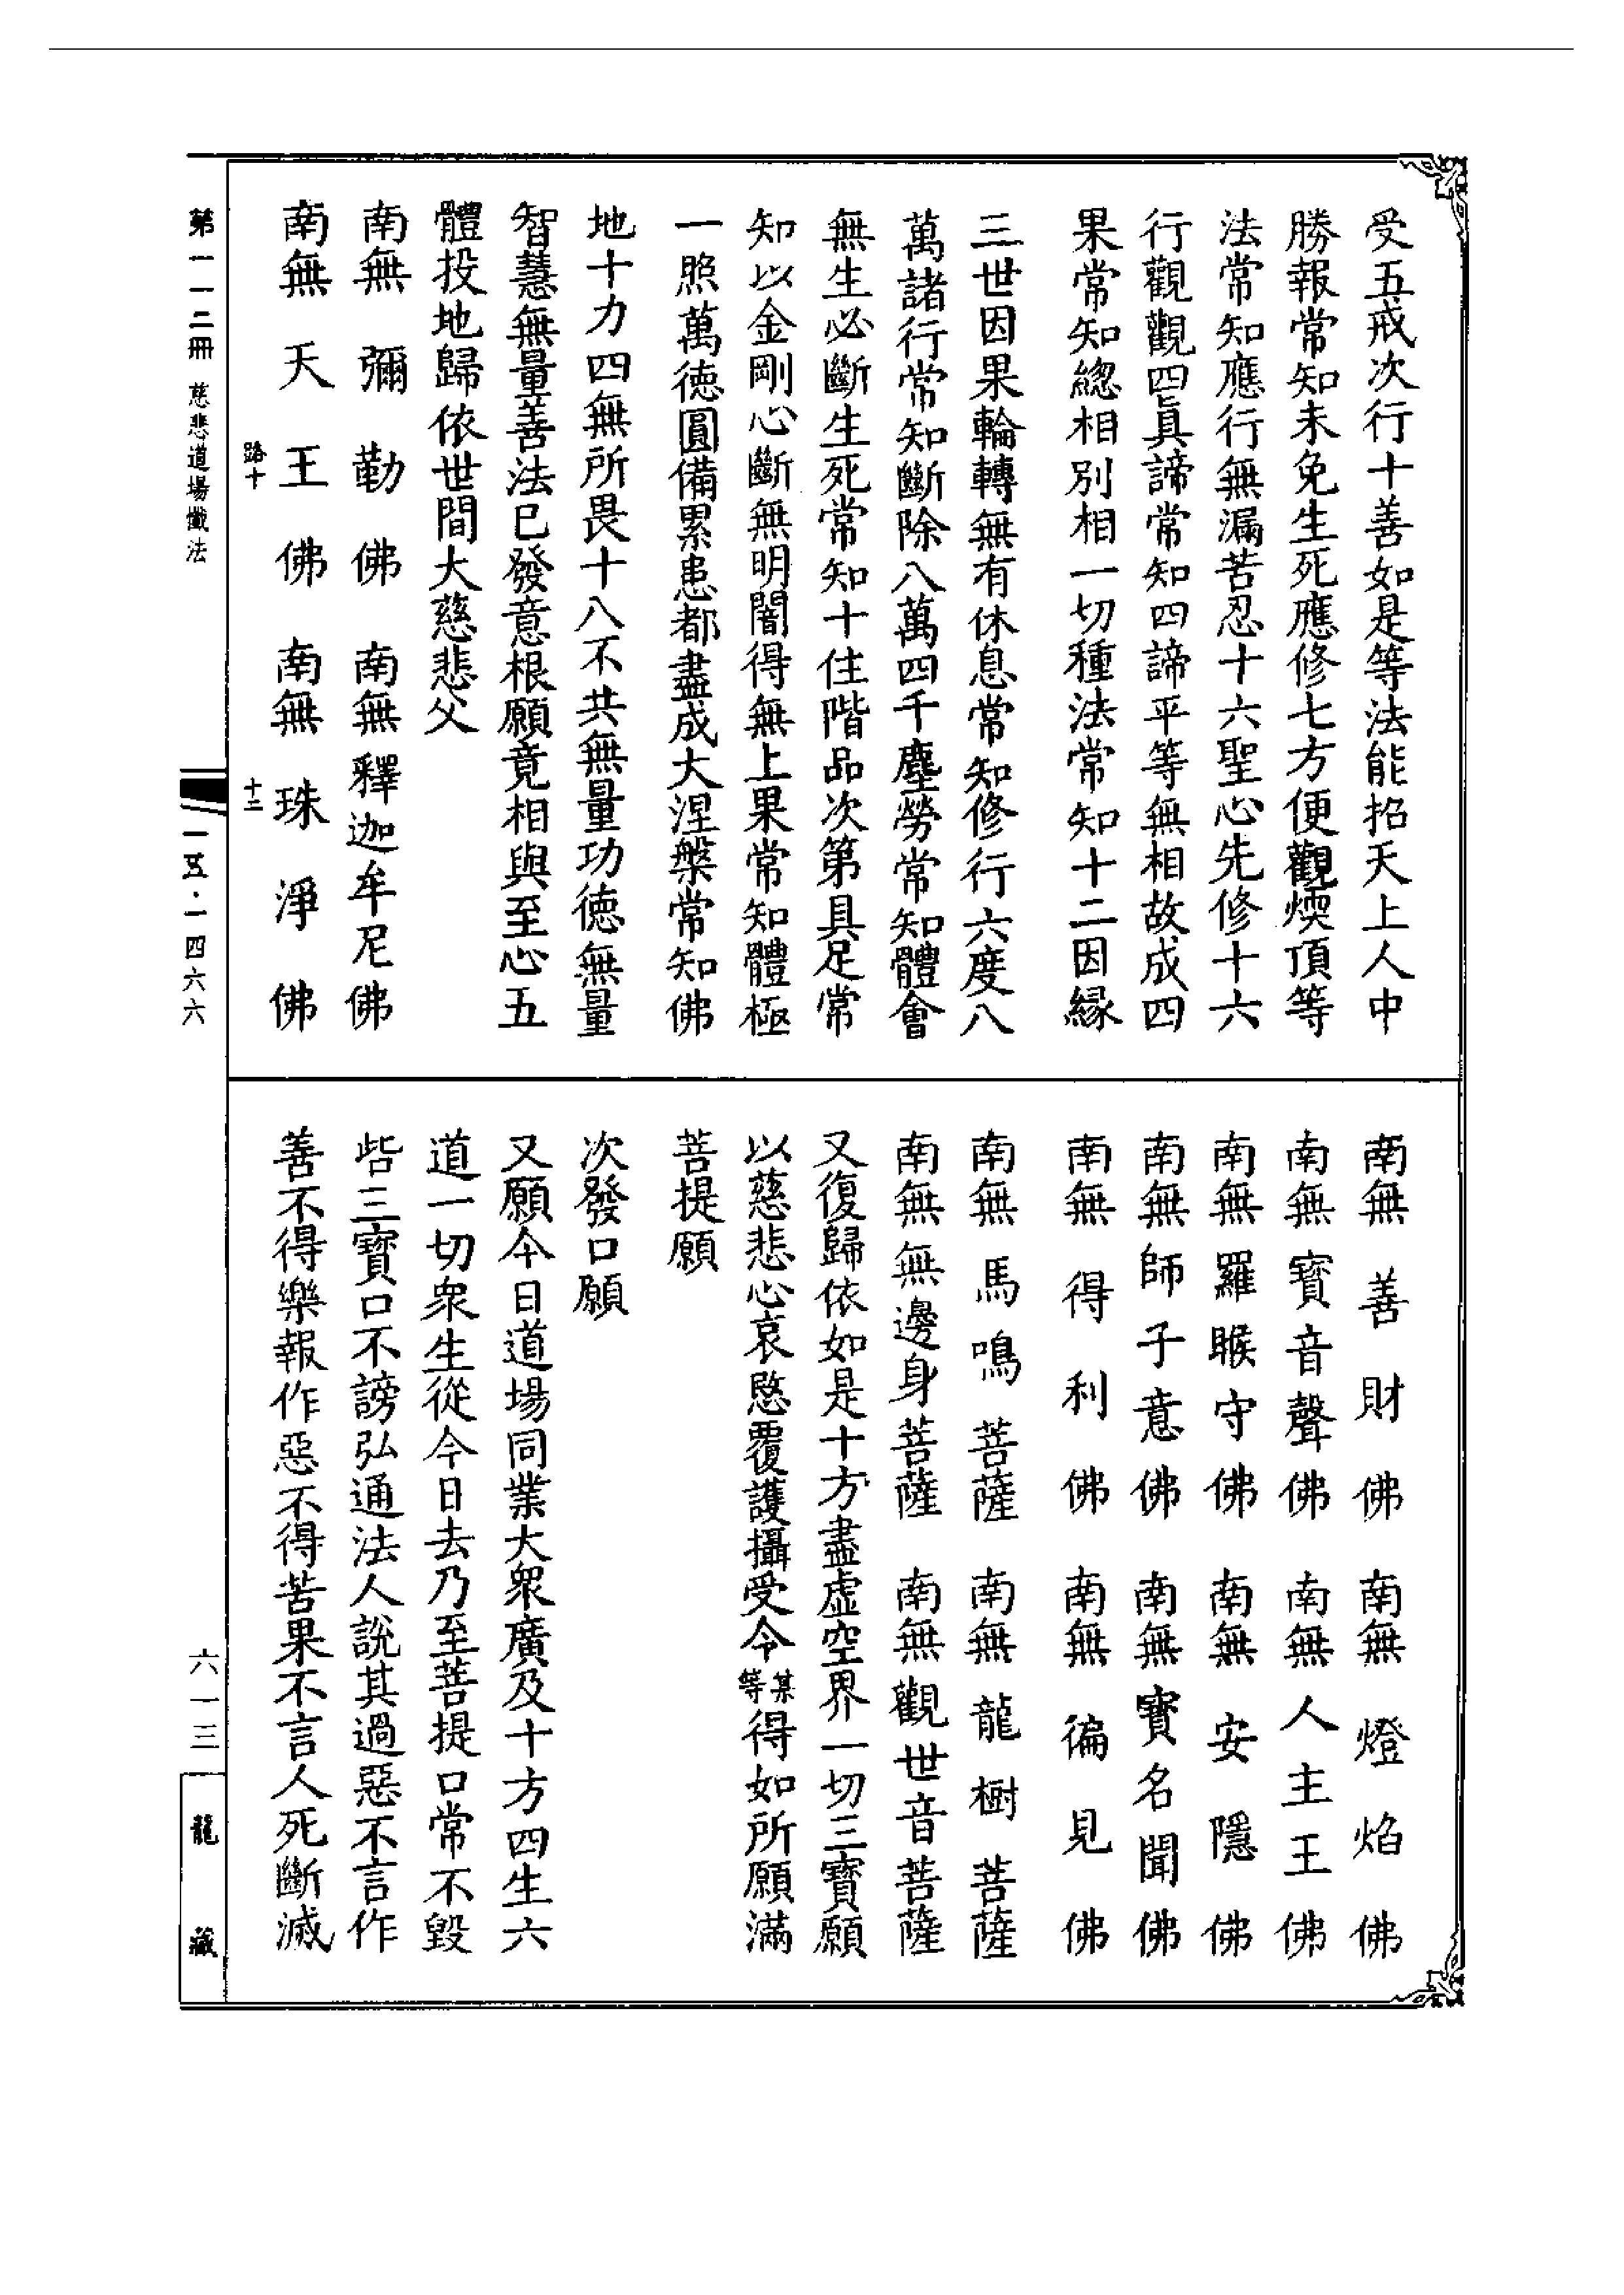 受五戒次行十善如是等法能招天上人中
勝報常知未免生死應修七方便觀煗頂等
法常知應行無漏苦忍十六聖心先修十六
行觀觀四眞諦常知四諦平等無相故成四
果常知總相別相一切種法常知十二因緣
三世因果輪轉無有休息常知修行六度八
萬諸行常知斷除八萬四千塵勞常知體會
無生必斷生死常知十住階品次第具足常
知以金剛心斷無明闇得無上果常知體極
一照萬德圓備累患都盡成大涅槃常知佛
地十力四無所畏十八不共無量功德無量
智慧無量善法已發意根願竟相與至心五
體投地歸依世間大慈悲父
南無彌勒佛 南無釋迦牟尼佛
南無天王佛 南無珠淨佛
路十 十二
南無善財佛 南無燈焰佛
南無寶音聲佛 南無人主王佛
南無羅睺守佛 南無安隱佛
南無師子意佛 南無寶名聞佛
南無得利佛 南無徧見佛
南無馬鳴菩薩 南無龍樹菩薩
南無無邊身菩薩 南無觀世音菩薩
又復歸依如是十方盡虛空界一切三寶願
以慈悲心哀愍覆護攝受令某等得如所願滿
菩提願
次發口願
又願今日道場同業大眾廣及十方四生六
道一切衆生從今日去乃至菩提口常不毀
呰三寶口不謗弘通法人說其過惡不言作
善不得樂報作惡不得苦果不言人死斷滅
第一一二冊 慈悲道場懺法
一五·一四六六
六一三
龍藏